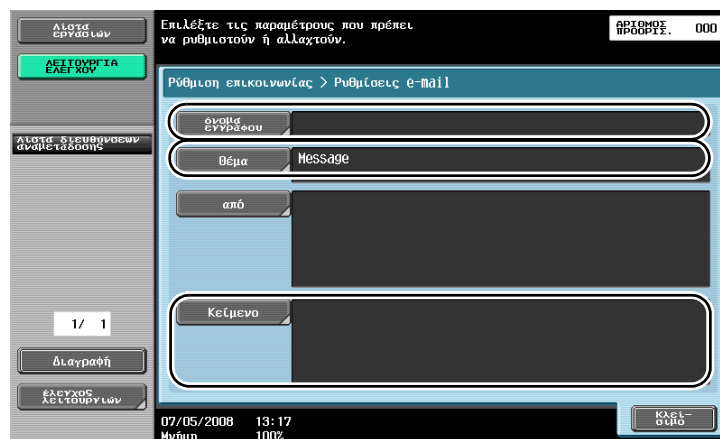 Λίστα
εργασιών
Επιλέξτε τις παραμέτρους που πρέπει
να ρυθμιστούν ή αλλαχτούν.
ΑΡΙΘΜΟΣ
ΠΡΟΟΡΙΣ.
000
ΛΕΙΤΟΥΡΓΙΑ
ΕΛΕΓΧΟΥ
Ρύθμιση επικοινωνίας > Ρυθμίσεις e-mail
όνομα
εγγράφου
Λίστα διευθύνσεων
αναμετάδοσης
θέμα
Message
από
Κείμενο
1/ 1
Διαγραφή
έλεγχος
λειτουργιών
Κλεί-
σιμο
07/05/2008 13:17
Μνήμη 100%